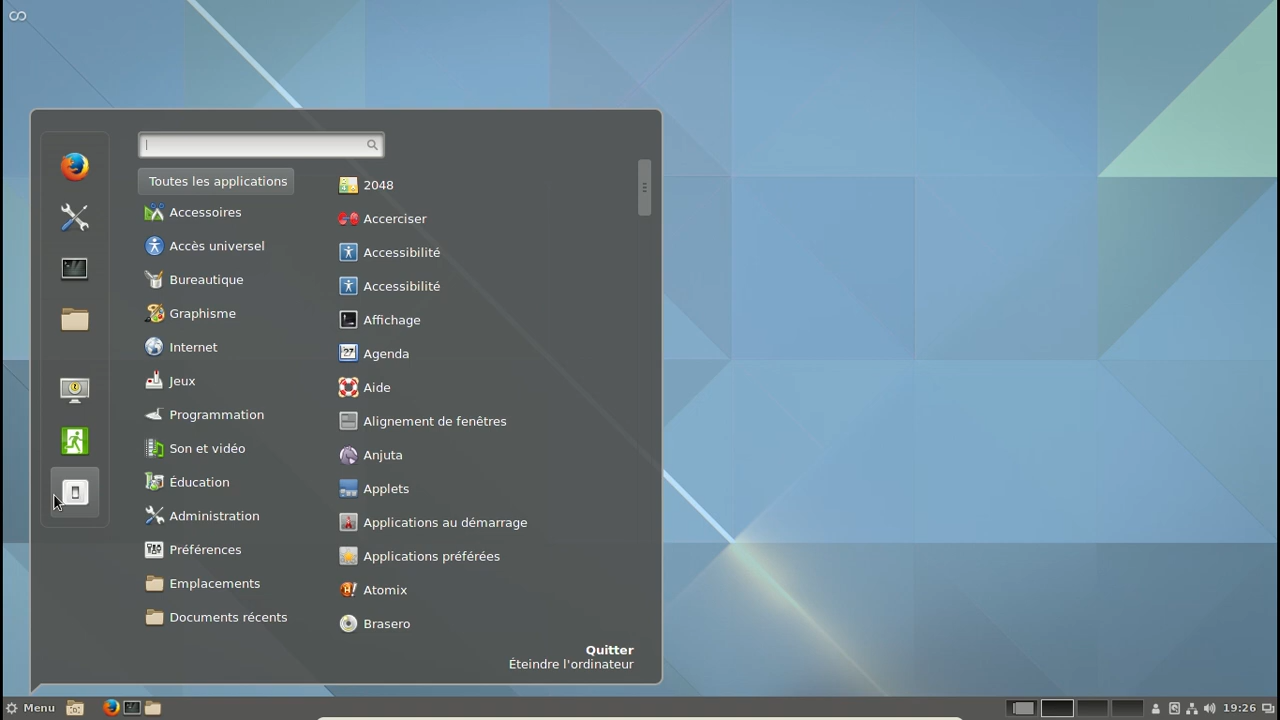 Toutes les applications
Accessoires
Accès universel
Bureautique
Graphisme
Internet
Jeux
Programmation
Son et vidéo
Éducation
Administration
Préférences
Emplacements
Documents récents
2048
Accerciser
Accessibilité
Accessibilité
Affichage
Agenda
Aide
Alignement de fenêtres
Anjuta
Applets
Applications au démarrage
Applications préférées
Atomix
Brasero
Quitter
Éteindre l'ordinateur
Menu
19:26